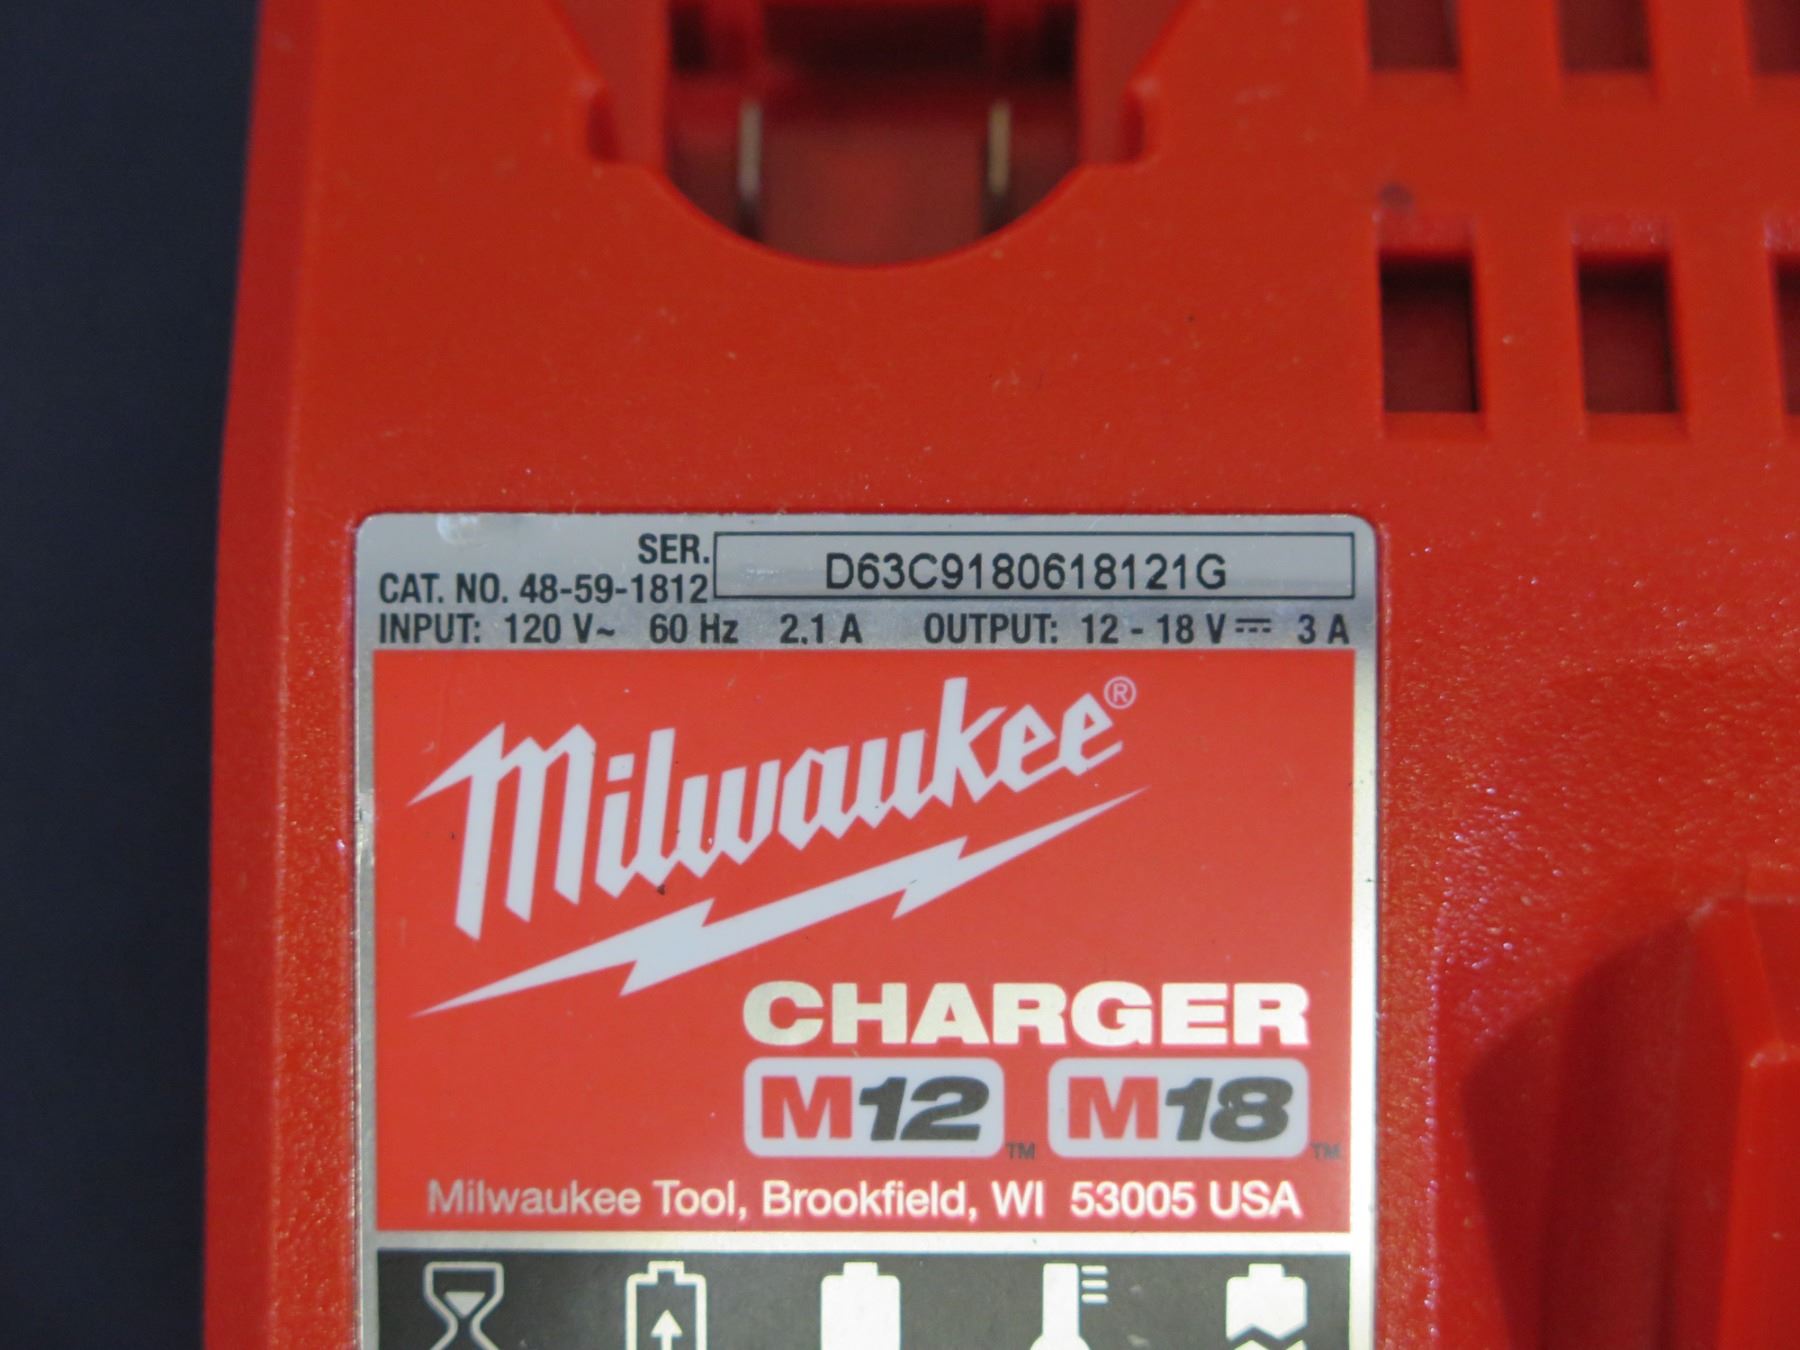 SER. D63C9180618121G
CAT. NO. 48-59-1812
INPUT: 120 V~ 60 Hz 2.1 A OUTPUT: 12 - 18 V⎓ 3 A
Milwaukee®
CHARGER
M12™ M18™
Milwaukee Tool, Brookfield, WI 53005 USA